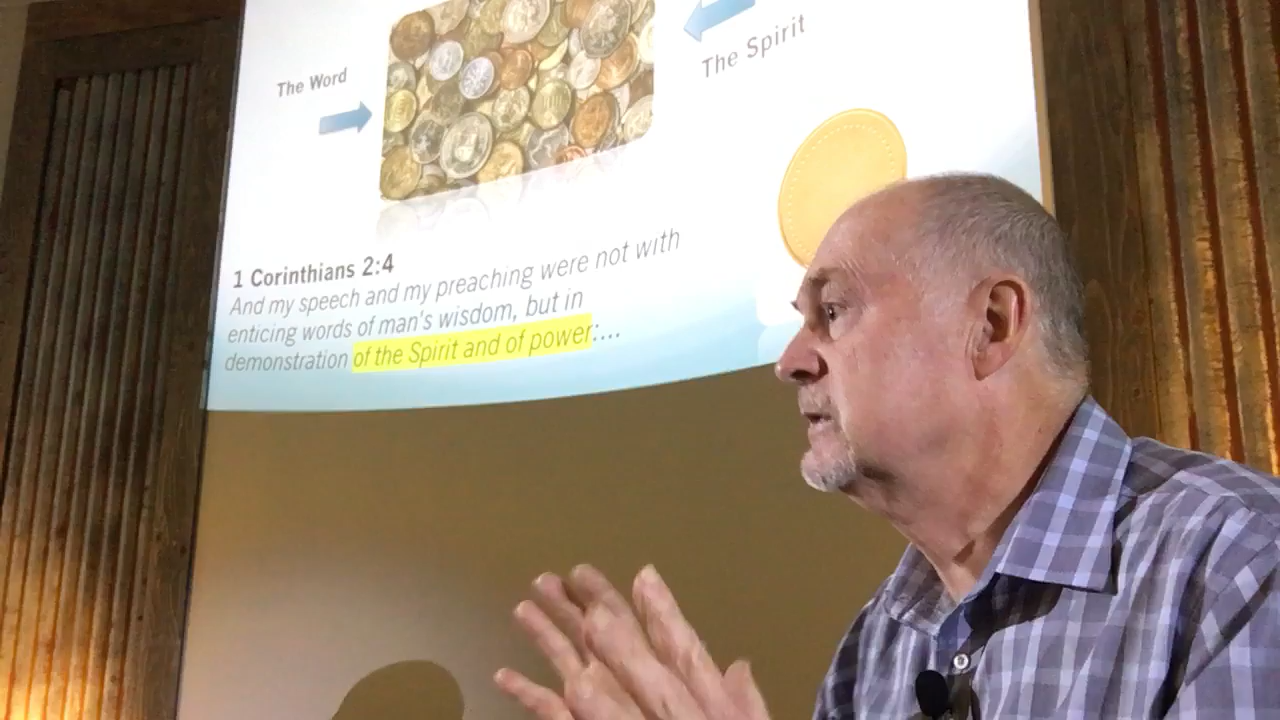 The Word
The Spirit
1 Corinthians 2:4
And my speech and my preaching were not with
enticing words of man's wisdom, but in
demonstration of the Spirit and of power:...